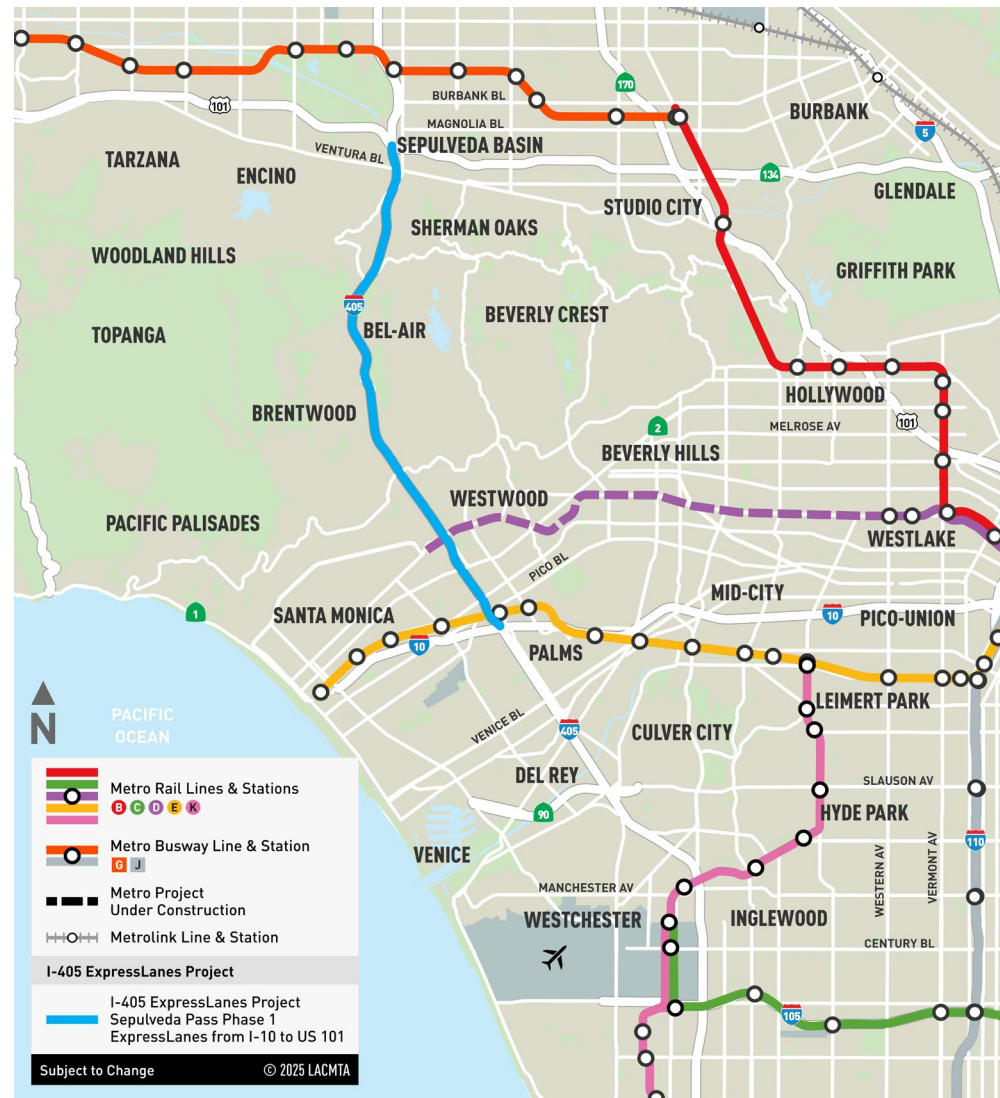 170
BURBANK BL
101
BURBANK
MAGNOLIA BL
5
VENTURA BL
SEPULVEDA BASIN
TARZANA
ENCINO
134
GLENDALE
STUDIO CITY
SHERMAN OAKS
WOODLAND HILLS
GRIFFITH PARK
405
BEVERLY CREST
TOPANGA
BEL-AIR
HOLLYWOOD
BRENTWOOD
101
2
MELROSE AV
BEVERLY HILLS
WESTWOOD
PACIFIC PALISADES
WESTLAKE
PICO BL
MID-CITY
1
SANTA MONICA
10
PICO-UNION
10
PALMS
LEIMERT PARK
PACIFIC
OCEAN
N
VENICE BL
405
CULVER CITY
DEL REY
SLAUSON AV
90
HYDE PARK
110
VENICE
WESTERN AV
VERMONT AV
MANCHESTER AV
WESTCHESTER
INGLEWOOD
CENTURY BL
105
Metro Rail Lines & Stations
B C D E K
Metro Busway Line & Station
G J
Metro Project
Under Construction
Metrolink Line & Station
I-405 ExpressLanes Project
I-405 ExpressLanes Project
Sepulveda Pass Phase 1
ExpressLanes from I-10 to US 101
Subject to Change
© 2025 LACMTA